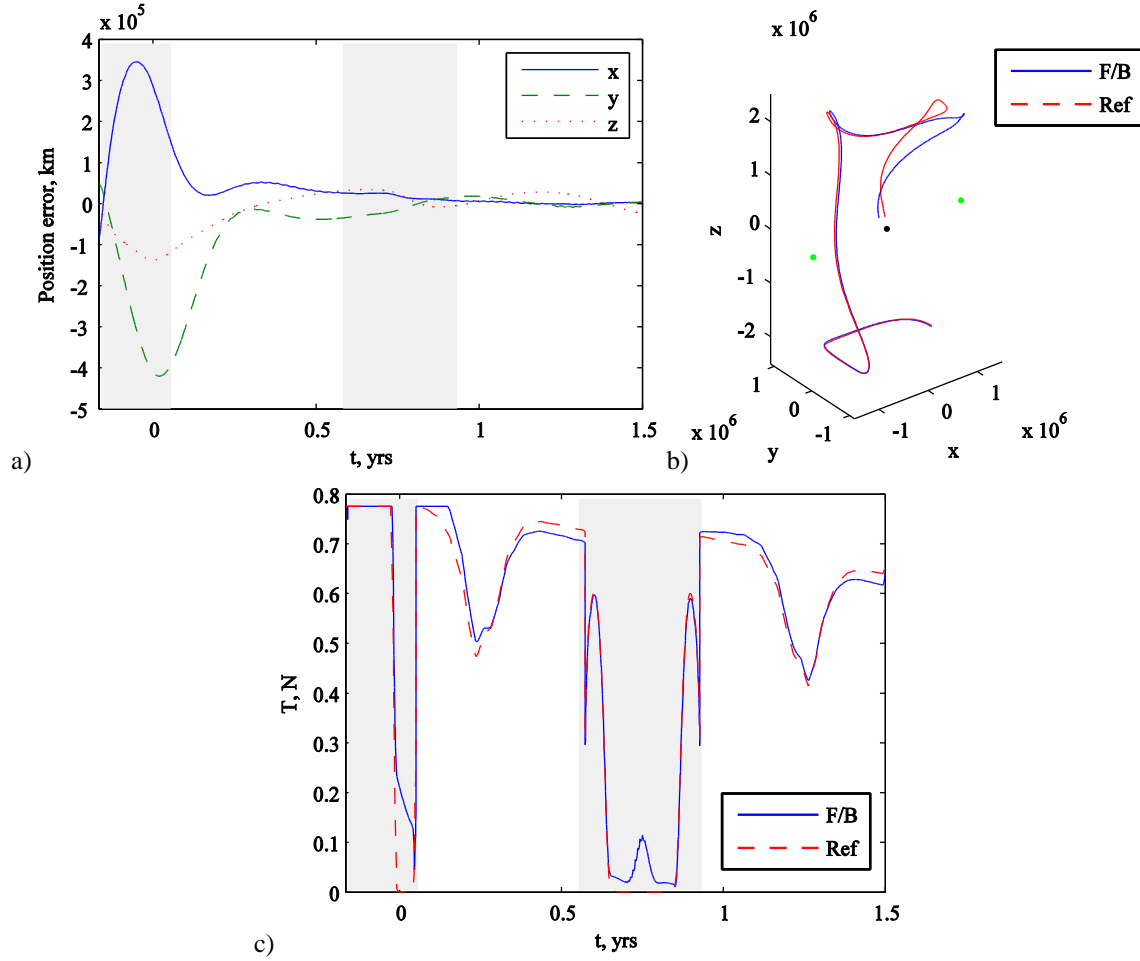 x 10^5
4
3
2
1
0
-1
-2
-3
-4
-5
Position error, km
0 0.5 1 1.5
t, yrs
x
y
z
a)
x 10^6
F/B
Ref
2
1
0
-1
-2
z
1
0
-1
x 10^6
y
-1
0
1
x 10^6
x
b)
0.8
0.7
0.6
0.5
0.4
0.3
0.2
0.1
0
T, N
F/B
Ref
0 0.5 1 1.5
t, yrs
c)